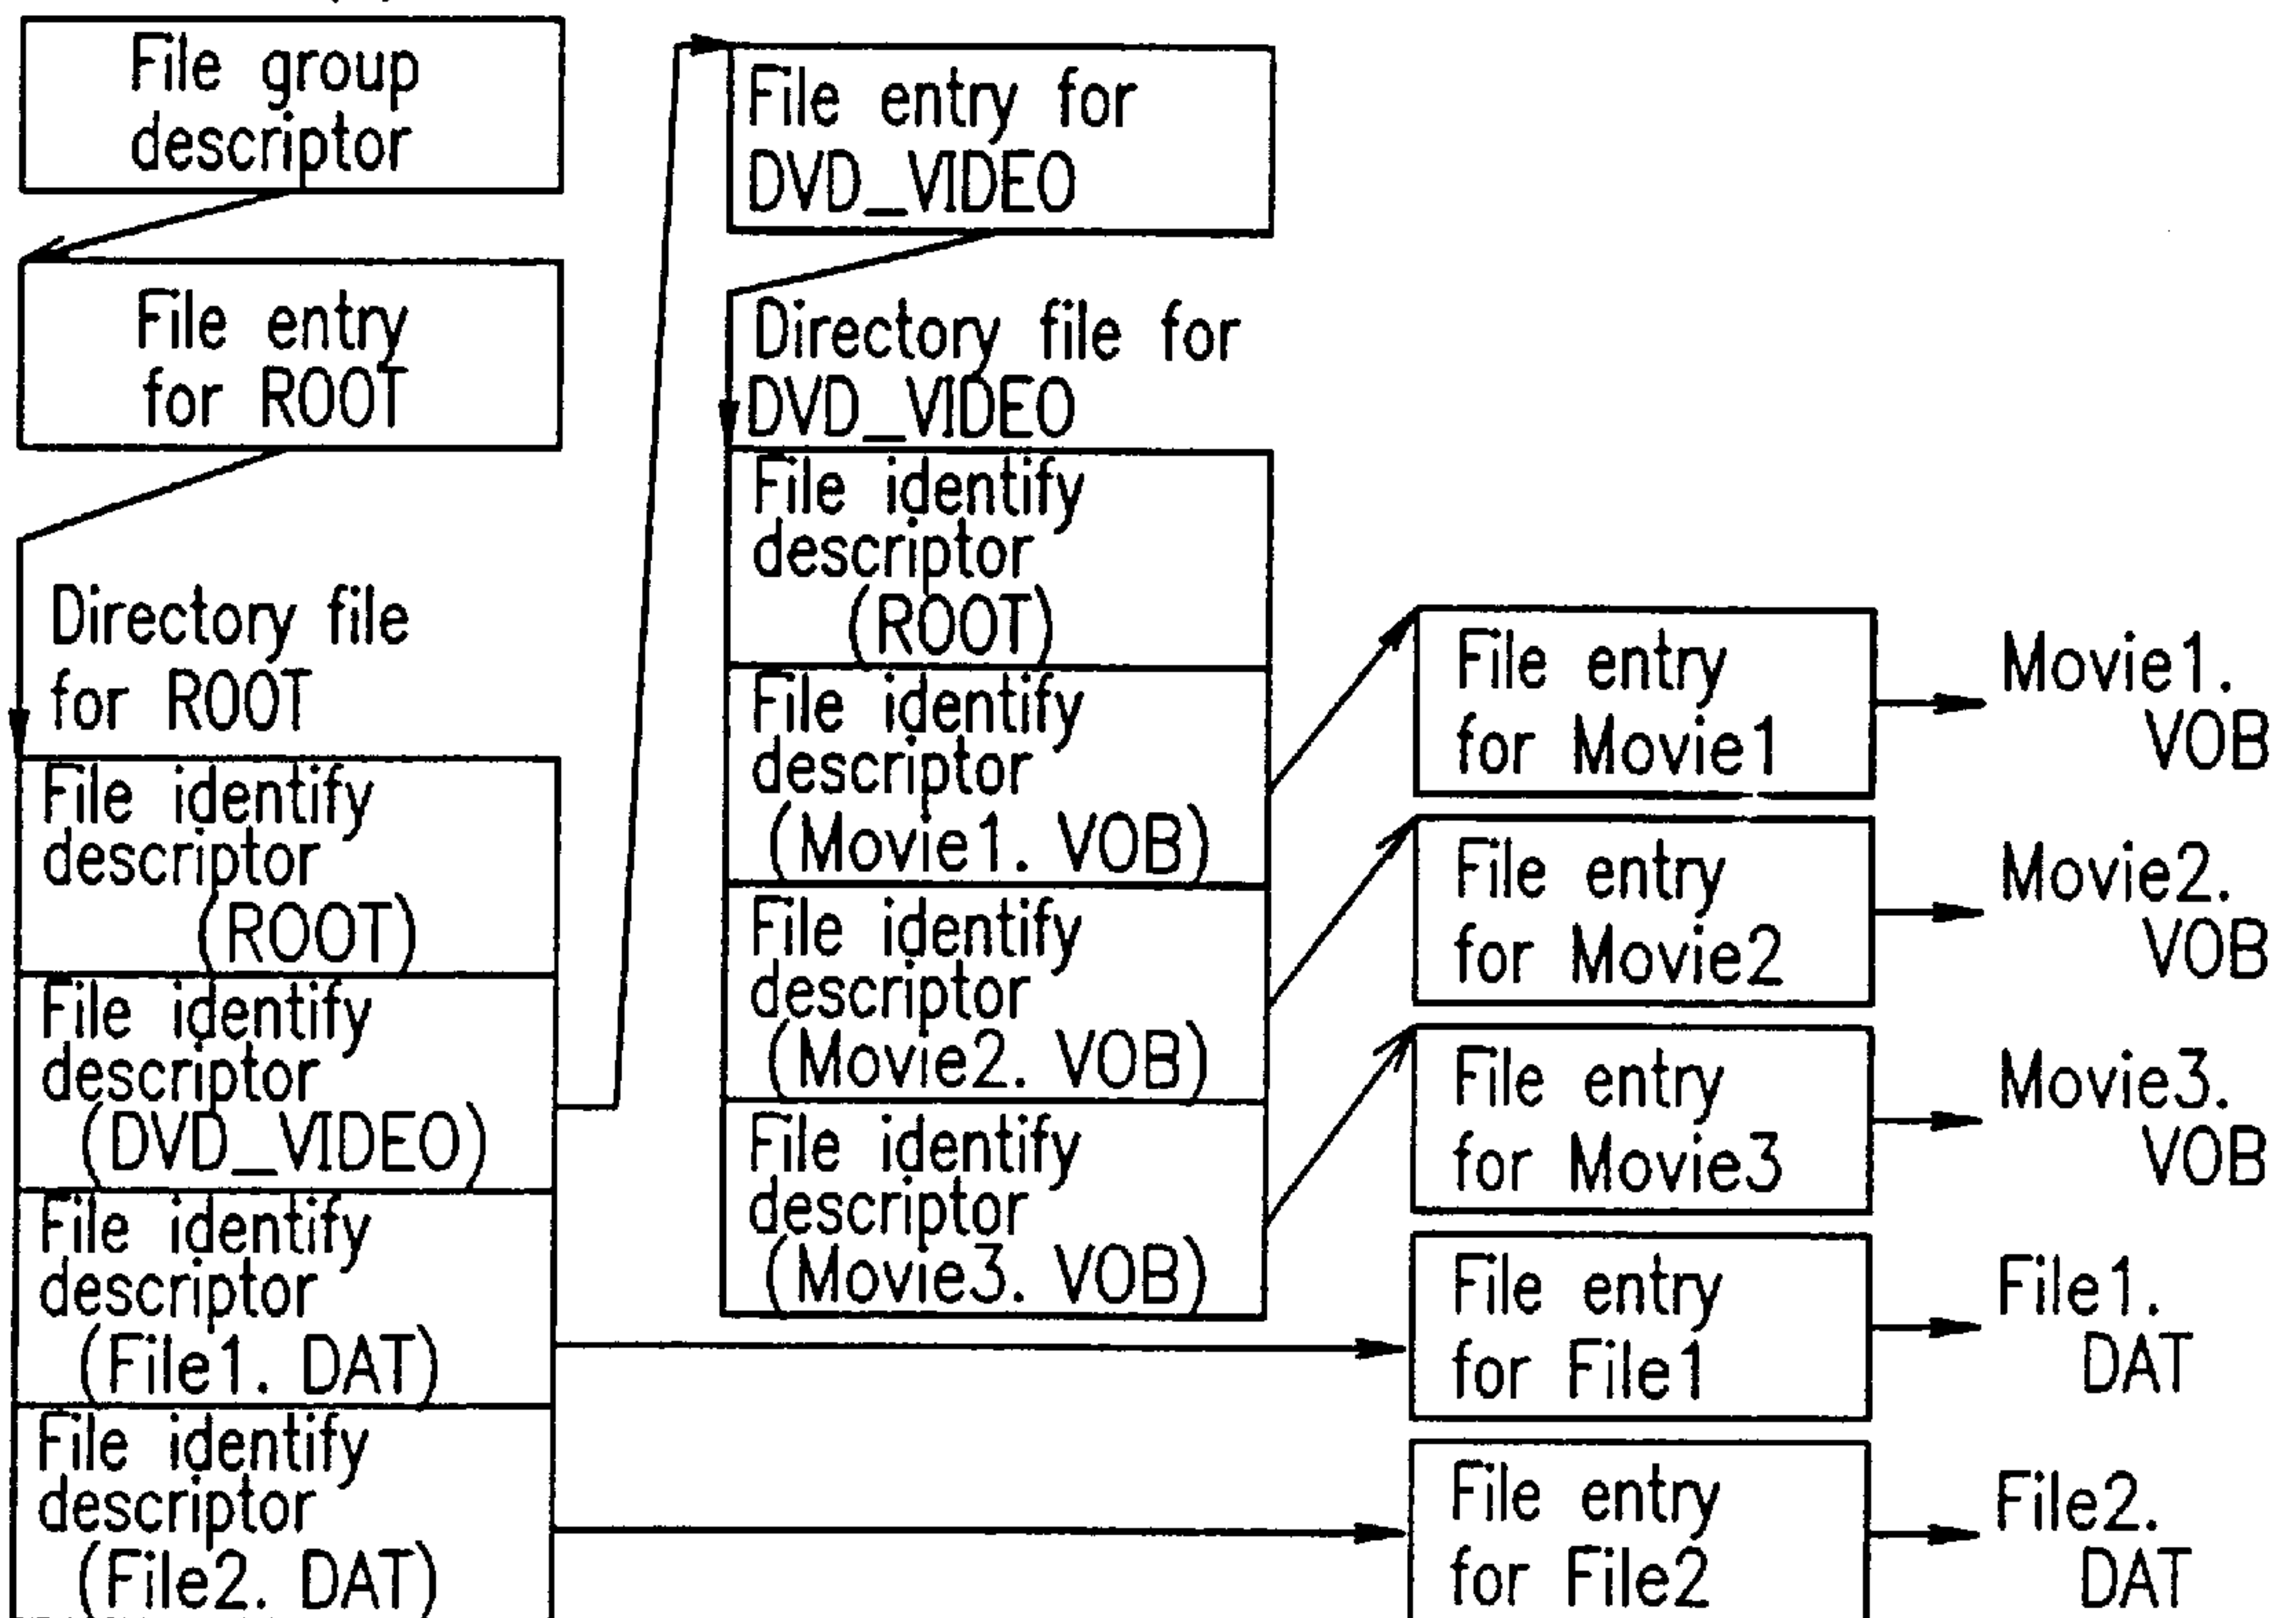 File group
descriptor
File entry
for ROOT
Directory file
for ROOT
File identify
descriptor
(ROOT)
File identify
descriptor
(DVD_VIDEO)
File identify
descriptor
(File1. DAT)
File identify
descriptor
(File2. DAT)
File entry for
DVD_VIDEO
Directory file for
DVD_VIDEO
File identify
descriptor
(ROOT)
File identify
descriptor
(Movie1. VOB)
File identify
descriptor
(Movie2. VOB)
File identify
descriptor
(Movie3. VOB)
File entry
for Movie1
Movie1.
VOB
File entry
for Movie2
Movie2.
VOB
File entry
for Movie3
Movie3.
VOB
File entry
for File1
File1.
DAT
File entry
for File2
File2.
DAT